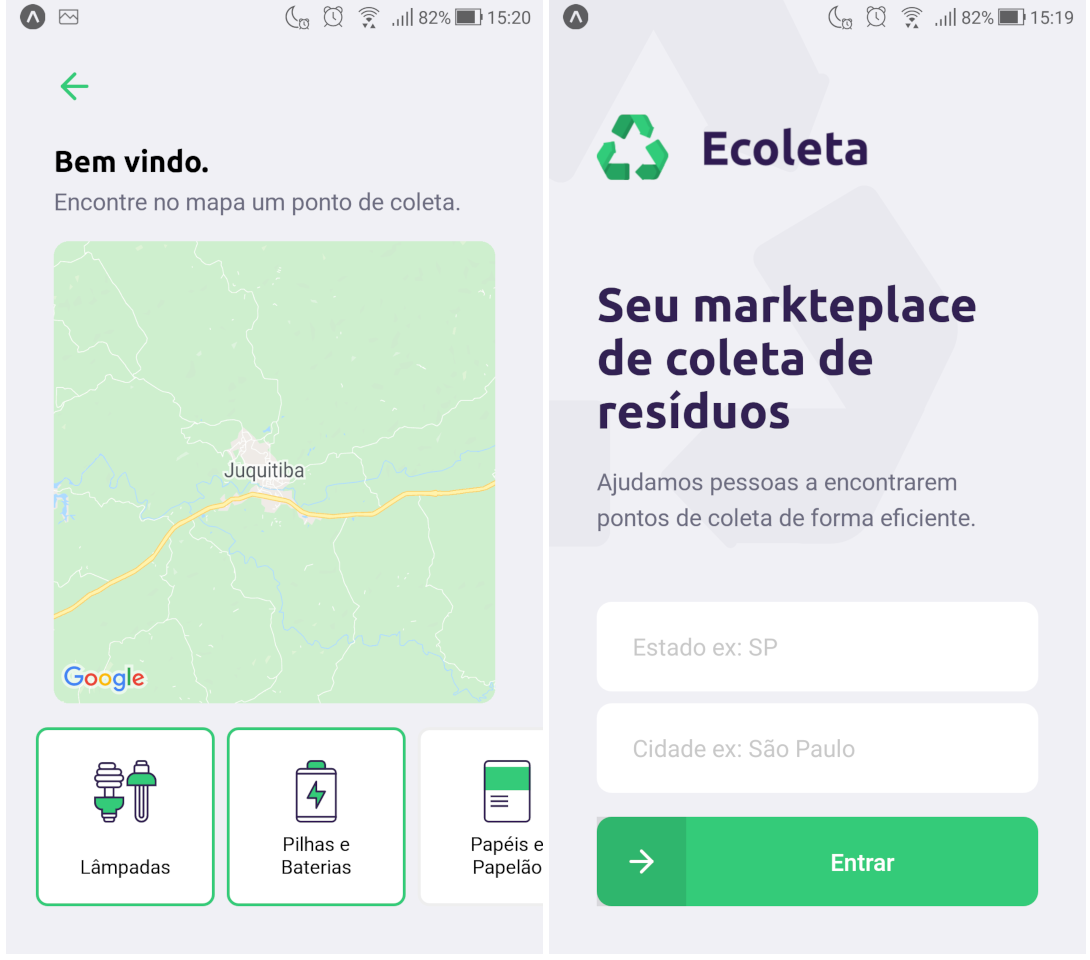 82% 15:20
Bem vindo.
Encontre no mapa um ponto de coleta.
Juquitiba
Google
Lâmpadas
Pilhas e
Baterias
Papéis e
Papelão
82% 15:19
Ecoleta
Seu markteplace
de coleta de
resíduos
Ajudamos pessoas a encontrarem
pontos de coleta de forma eficiente.
Estado ex: SP
Cidade ex: São Paulo
Entrar